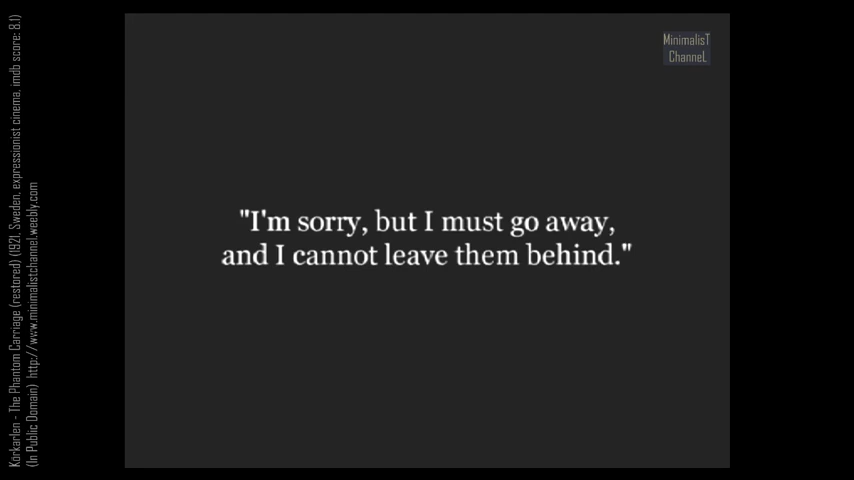 Körkarlen - The Phantom Carriage (restored) (1921, Sweden, expressionist cinema, imdb score: 8.1)
(In Public Domain) http://www.minimalistchannel.weebly.com
MinimalisT
ChanneL
"I'm sorry, but I must go away,
and I cannot leave them behind."